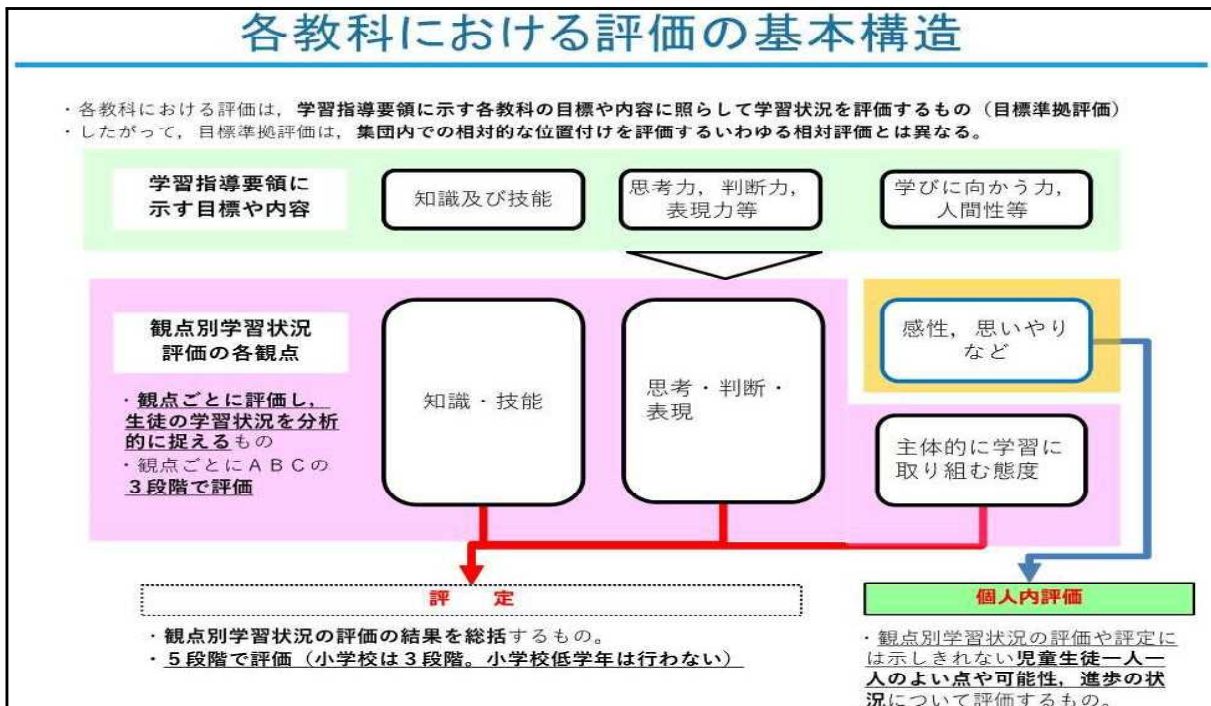 各教科における評価の基本構造
・各教科における評価は，学習指導要領に示す各教科の目標や内容に照らして学習状況を評価するもの（目標準拠評価）
・したがって，目標準拠評価は，集団内での相対的な位置付けを評価するいわゆる相対評価とは異なる。
学習指導要領に
示す目標や内容
知識及び技能
思考力，判断力，
表現力等
学びに向かう力，
人間性等
観点別学習状況
評価の各観点
・観点ごとに評価し，
生徒の学習状況を分析
的に捉えるもの
・観点ごとにＡＢＣの
３段階で評価
知識・技能
思考・判断・
表現
感性，思いやり
など
主体的に学習に
取り組む態度
評　定
・観点別学習状況の評価の結果を総括するもの。
・５段階で評価（小学校は３段階。小学校低学年は行わない）
個人内評価
・観点別学習状況の評価や評定に
は示しきれない児童生徒一人一
人のよい点や可能性，進歩の状
況について評価するもの。